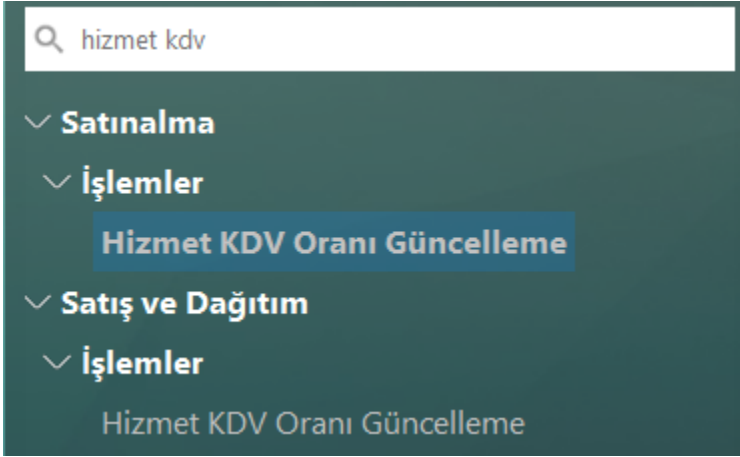 hizmet kdv
Satınalma
İşlemler
Hizmet KDV Oranı Güncelleme
Satış ve Dağıtım
İşlemler
Hizmet KDV Oranı Güncelleme